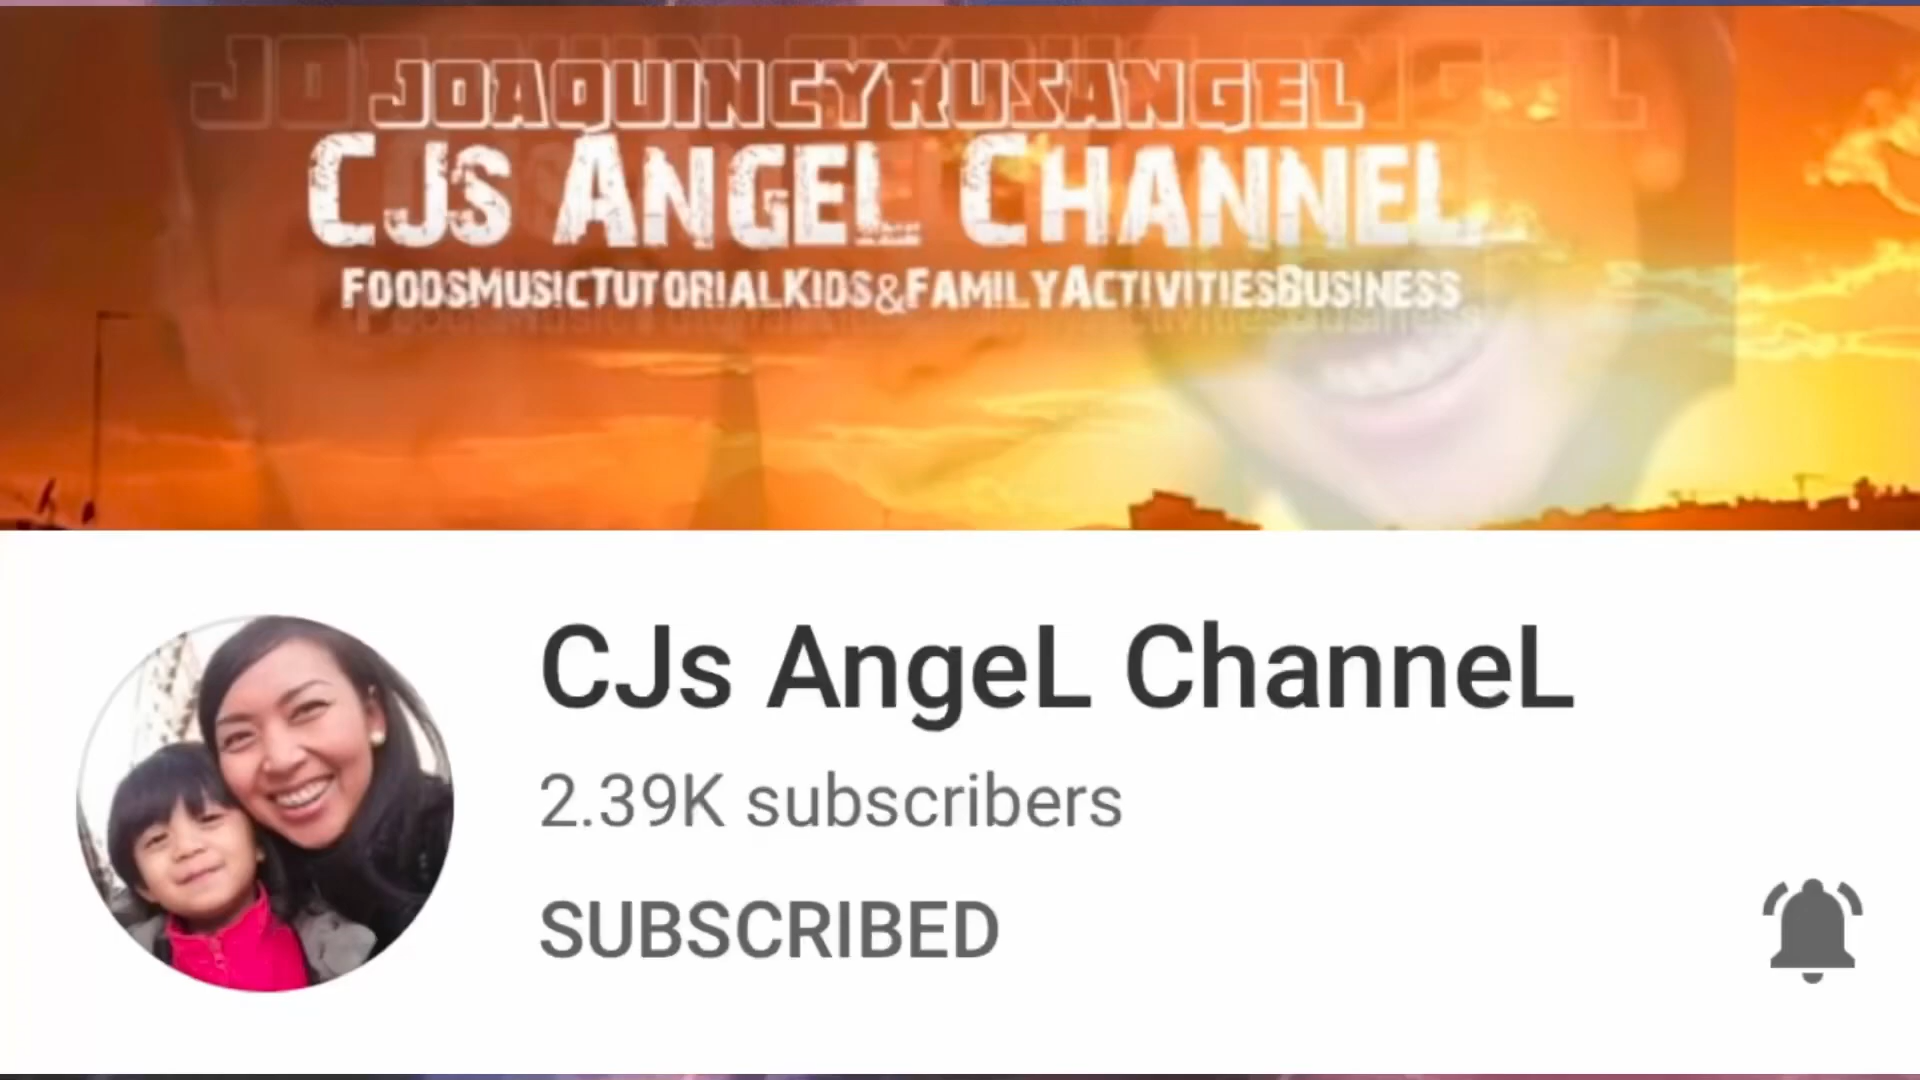 JOAQUINCYRUSANGEL
CJS ANGEL CHANNEL
FOODSMUSICTUTORIALKIDS&FAMILYACTIVITIESBUSINESS
CJs AngeL ChanneL
2.39K subscribers
SUBSCRIBED